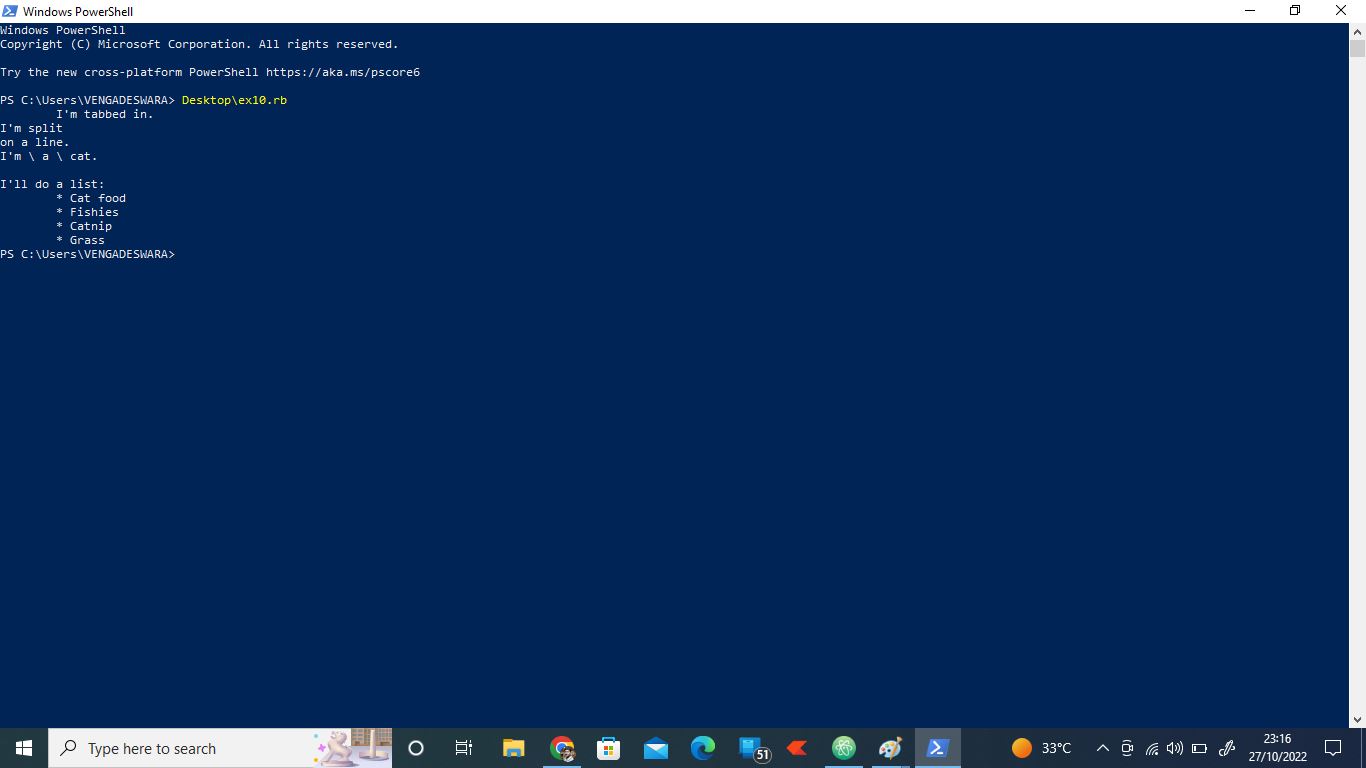 Windows PowerShell
Windows PowerShell
Copyright (C) Microsoft Corporation. All rights reserved.
Try the new cross-platform PowerShell https://aka.ms/pscore6
PS C:\Users\VENGADESWARA> Desktop\ex10.rb
I'm tabbed in.
I'm split
on a line.
I'm \ a \ cat.
I'll do a list:
* Cat food
* Fishies
* Catnip
* Grass
PS C:\Users\VENGADESWARA>
Type here to search
51
33°C
23:16
27/10/2022